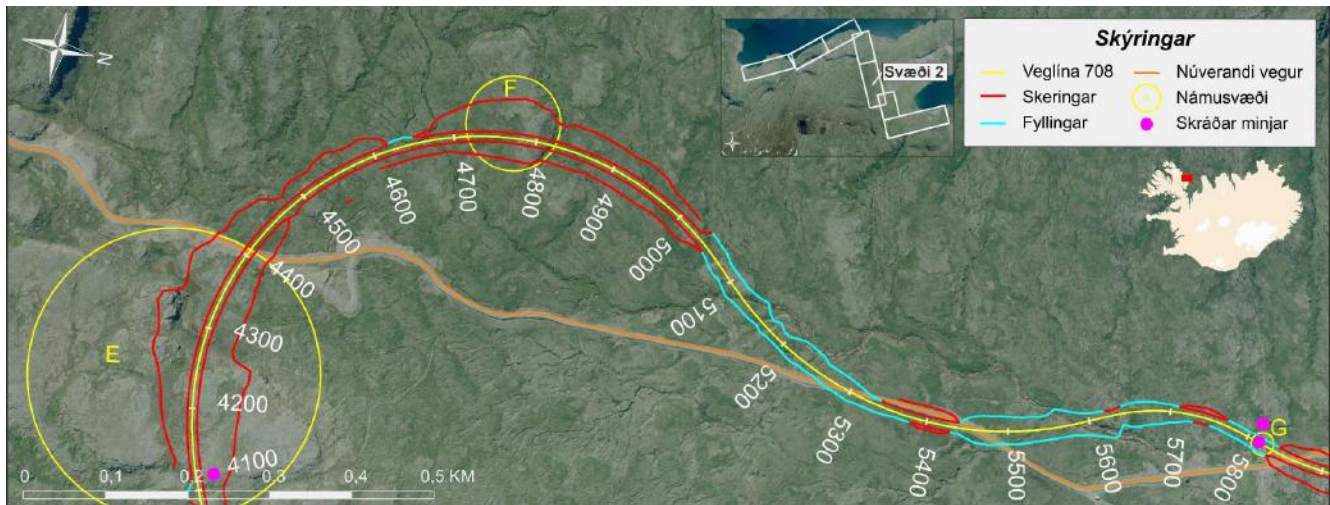 Skýringar
Veglína 708
Núverandi vegur
Skeringar
Námusvæði
Fyllingar
Skráðar minjar
Svæði 2
N
F
E
G
4100
4200
4300
4400
4500
4600
4700
4800
4900
5000
5100
5200
5300
5400
5500
5600
5700
5800
0 0,1 0,2 0,3 0,4 0,5 KM